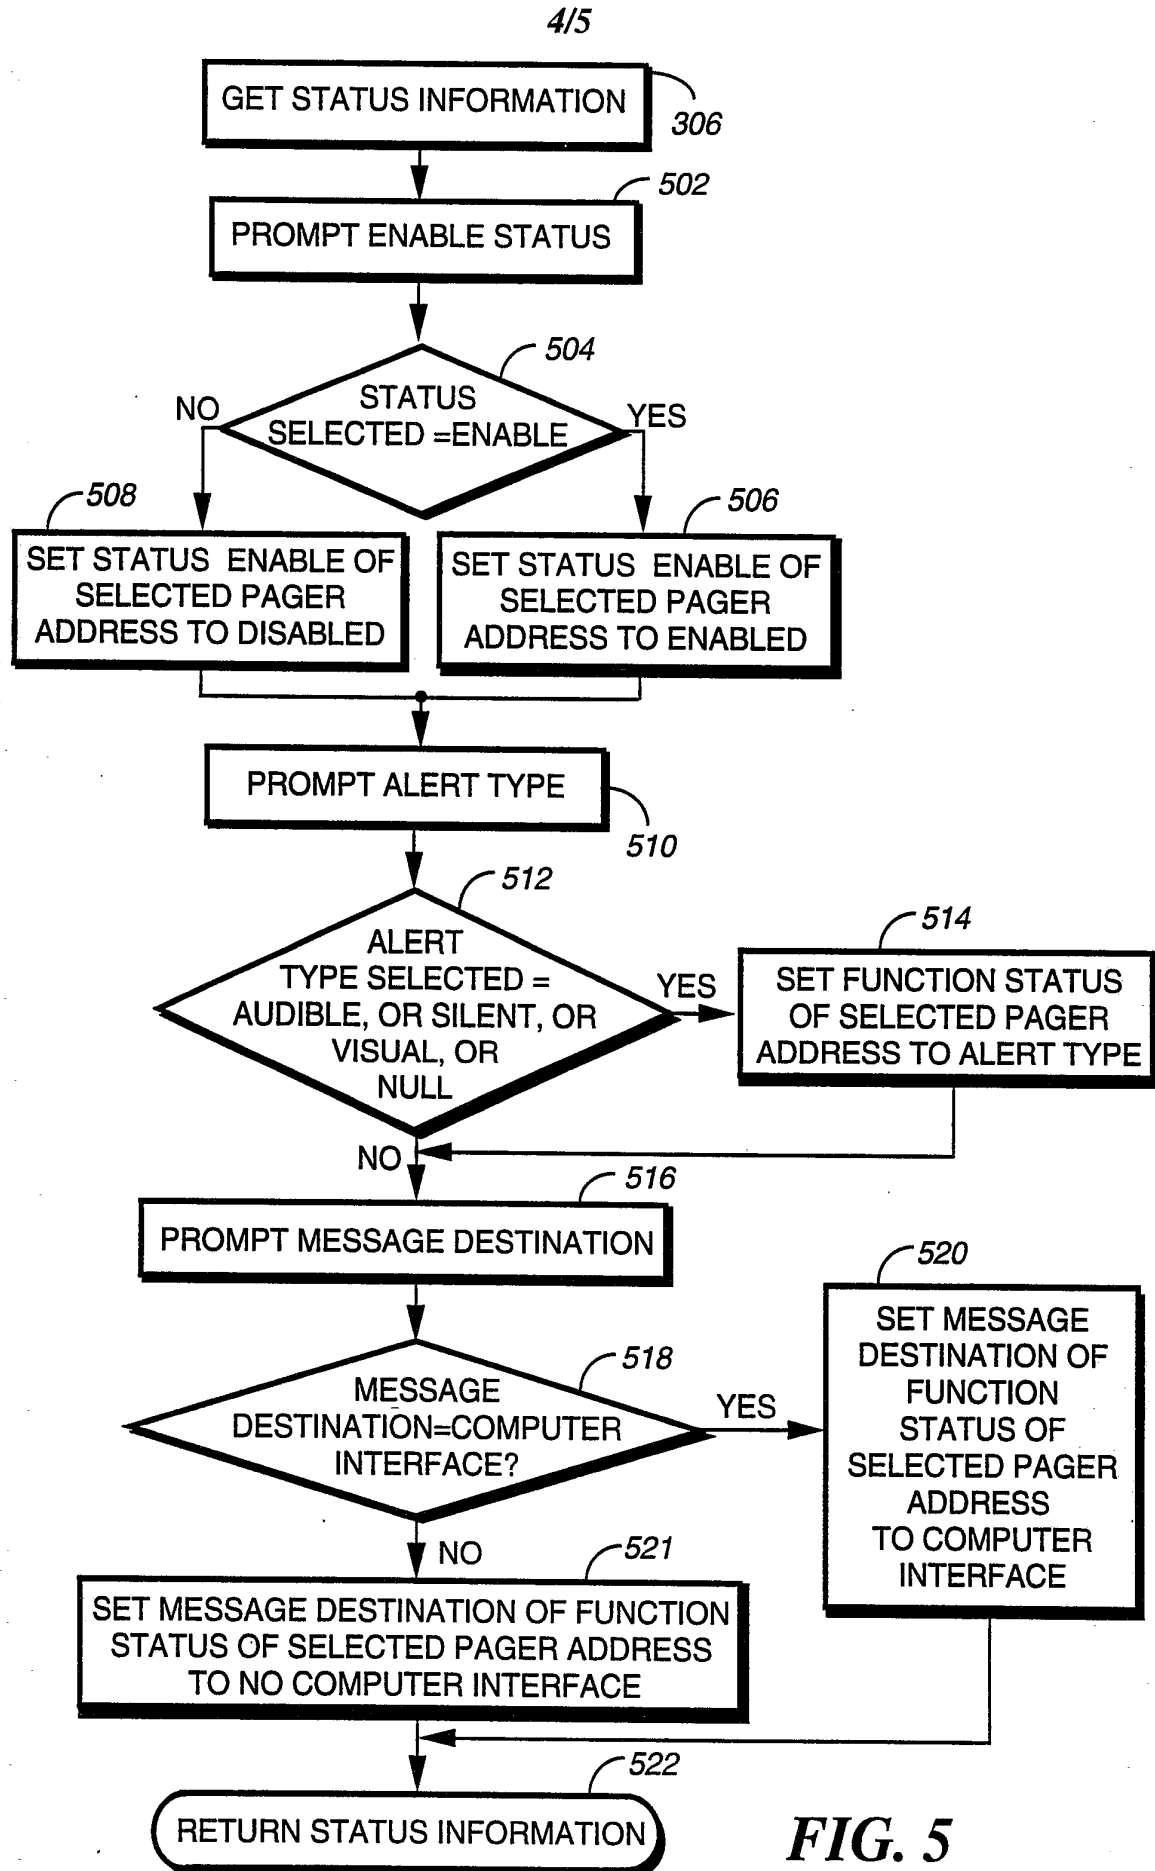 4/5
GET STATUS INFORMATION
306
502
PROMPT ENABLE STATUS
504
STATUS
SELECTED =ENABLE
NO
YES
508
SET STATUS ENABLE OF
SELECTED PAGER
ADDRESS TO DISABLED
506
SET STATUS ENABLE OF
SELECTED PAGER
ADDRESS TO ENABLED
PROMPT ALERT TYPE
510
512
ALERT
TYPE SELECTED =
AUDIBLE, OR SILENT, OR
VISUAL, OR
NULL
YES
514
SET FUNCTION STATUS
OF SELECTED PAGER
ADDRESS TO ALERT TYPE
NO
516
PROMPT MESSAGE DESTINATION
518
MESSAGE
DESTINATION=COMPUTER
INTERFACE?
YES
520
SET MESSAGE
DESTINATION OF
FUNCTION
STATUS OF
SELECTED PAGER
ADDRESS
TO COMPUTER
INTERFACE
NO
521
SET MESSAGE DESTINATION OF FUNCTION
STATUS OF SELECTED PAGER ADDRESS
TO NO COMPUTER INTERFACE
522
RETURN STATUS INFORMATION
FIG. 5